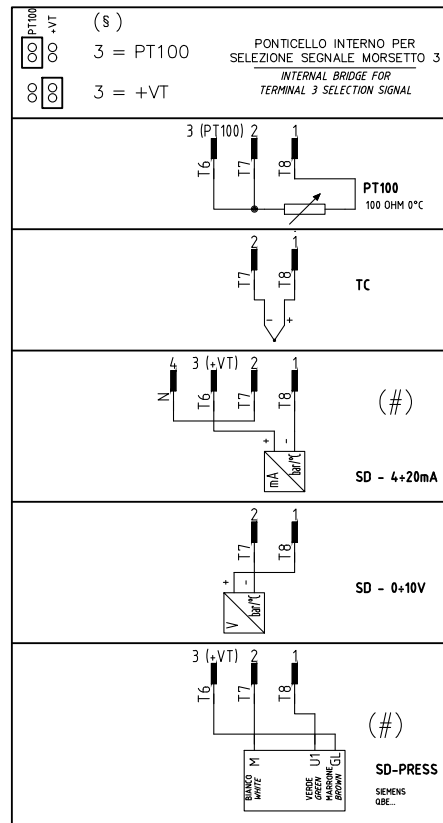 PT100 +VT (§)
3 = PT100
3 = +VT
PONTICELLO INTERNO PER
SELEZIONE SEGNALE MORSETTO 3
INTERNAL BRIDGE FOR
TERMINAL 3 SELECTION SIGNAL
3 (PT100) 2 1
T6 T7 T8
PT100
100 OHM 0°C
2 1
T7 T8
TC
- +
4 3 (+VT) 2 1
N T6 T7 T8
(#)
+ -
mA bar/°C
SD - 4÷20mA
2 1
T7 T8
+ -
V bar/°C
SD - 0÷10V
3 (+VT) 2 1
T6 T7 T8
(#)
M U1 GL
BIANCO VERDE MARRONE
WHITE GREEN BROWN
SD-PRESS
SIEMENS
QBE...